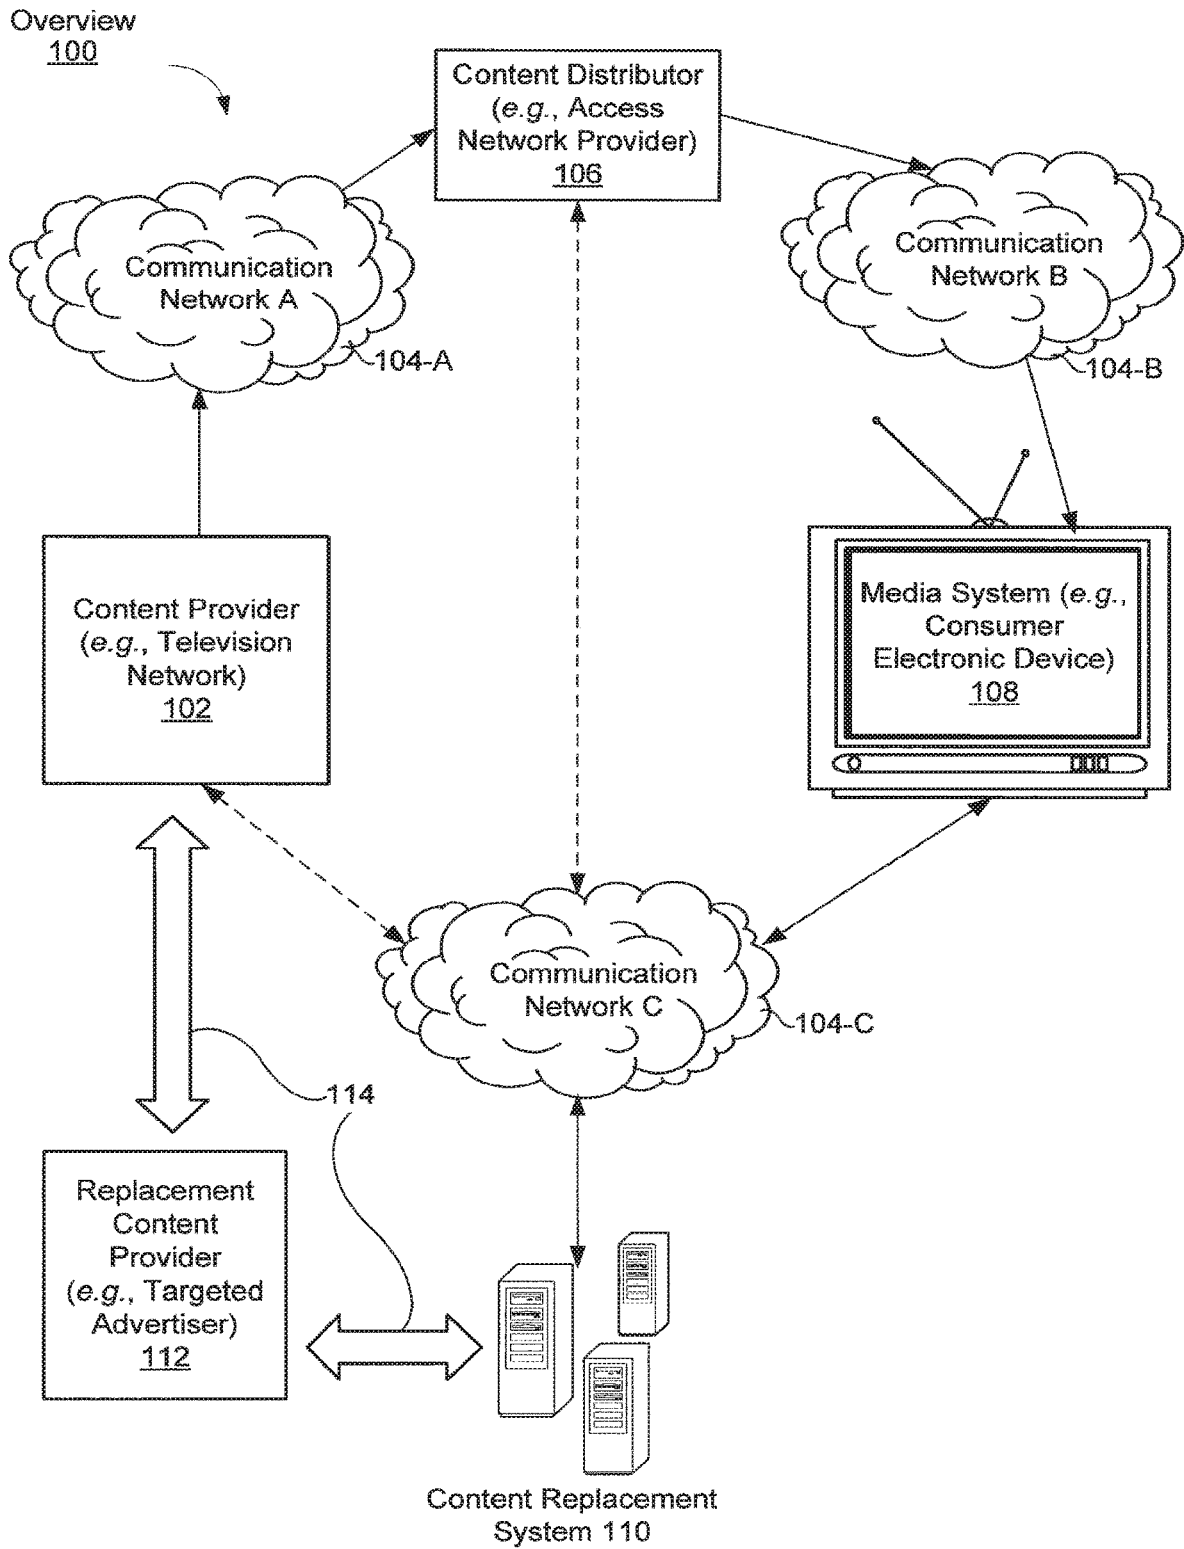 Overview
100
Content Distributor
(e.g., Access
Network Provider)
106
Communication
Network A
104-A
Communication
Network B
104-B
Content Provider
(e.g., Television
Network)
102
Media System (e.g.,
Consumer
Electronic Device)
108
Communication
Network C
104-C
114
Replacement
Content
Provider
(e.g., Targeted
Advertiser)
112
Content Replacement
System 110